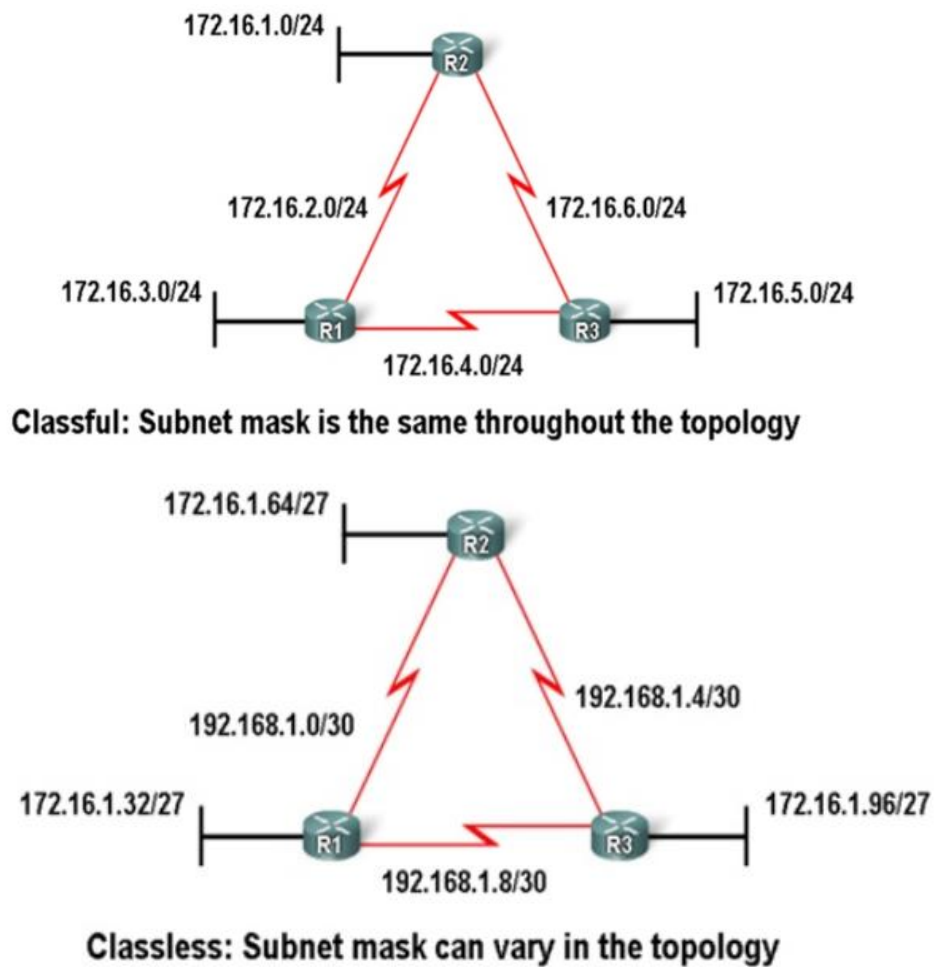 172.16.1.0/24
R2
172.16.2.0/24
172.16.6.0/24
172.16.3.0/24
172.16.5.0/24
R1
R3
172.16.4.0/24
Classful: Subnet mask is the same throughout the topology
172.16.1.64/27
R2
192.168.1.4/30
192.168.1.0/30
172.16.1.32/27
172.16.1.96/27
R1
R3
192.168.1.8/30
Classless: Subnet mask can vary in the topology